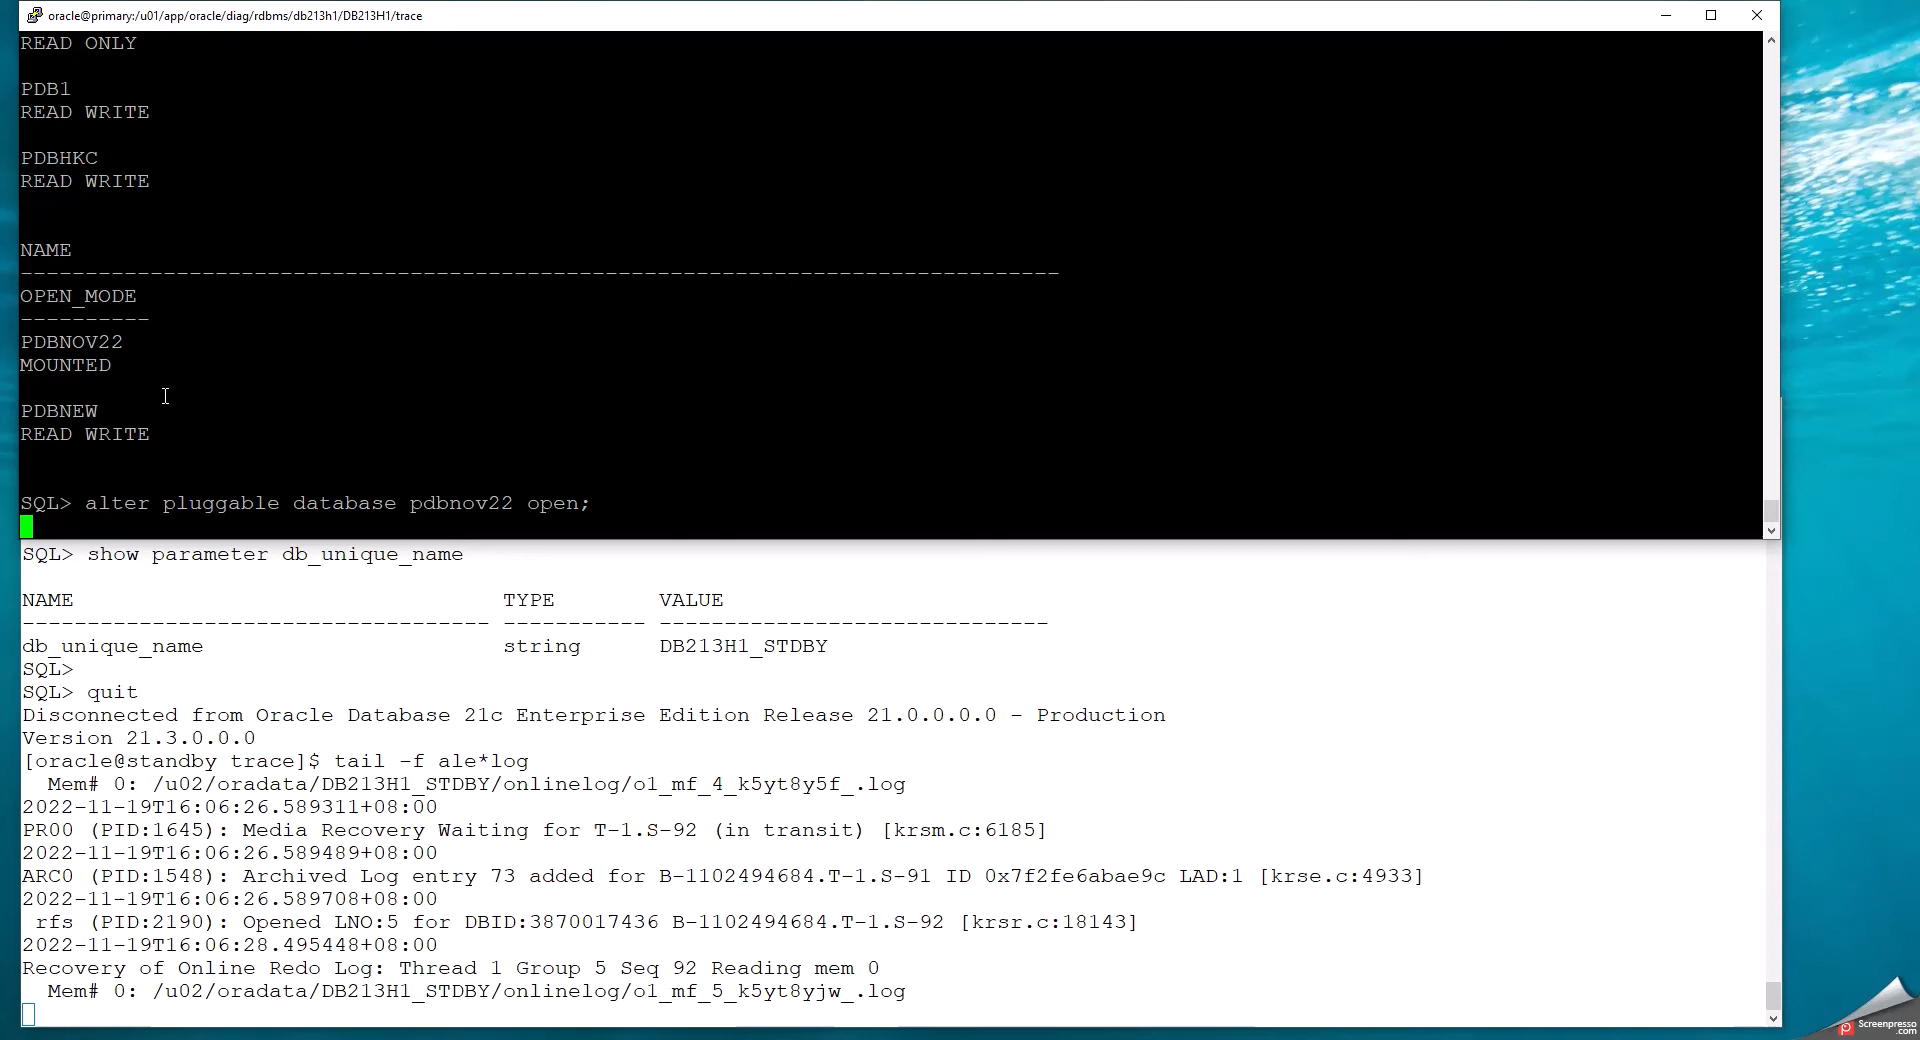 oracle@primary:/u01/app/oracle/diag/rdbms/db213h1/DB213H1/trace
READ ONLY
PDB1
READ WRITE
PDBHKC
READ WRITE
NAME
--------------------------------------------------------------------------------
OPEN_MODE
----------
PDBNOV22
MOUNTED
PDBNEW
READ WRITE
SQL> alter pluggable database pdbnov22 open;
SQL> show parameter db_unique_name
NAME                                 TYPE        VALUE
------------------------------------ ----------- ------------------------------
db_unique_name                       string      DB213H1_STDBY
SQL>
SQL> quit
Disconnected from Oracle Database 21c Enterprise Edition Release 21.0.0.0.0 - Production
Version 21.3.0.0.0
[oracle@standby trace]$ tail -f ale*log
  Mem# 0: /u02/oradata/DB213H1_STDBY/onlinelog/o1_mf_4_k5yt8y5f_.log
2022-11-19T16:06:26.589311+08:00
PR00 (PID:1645): Media Recovery Waiting for T-1.S-92 (in transit) [krsm.c:6185]
2022-11-19T16:06:26.589489+08:00
ARC0 (PID:1548): Archived Log entry 73 added for B-1102494684.T-1.S-91 ID 0x7f2fe6abae9c LAD:1 [krse.c:4933]
2022-11-19T16:06:26.589708+08:00
 rfs (PID:2190): Opened LNO:5 for DBID:3870017436 B-1102494684.T-1.S-92 [krsr.c:18143]
2022-11-19T16:06:28.495448+08:00
Recovery of Online Redo Log: Thread 1 Group 5 Seq 92 Reading mem 0
  Mem# 0: /u02/oradata/DB213H1_STDBY/onlinelog/o1_mf_5_k5yt8yjw_.log
Screenpresso
.com